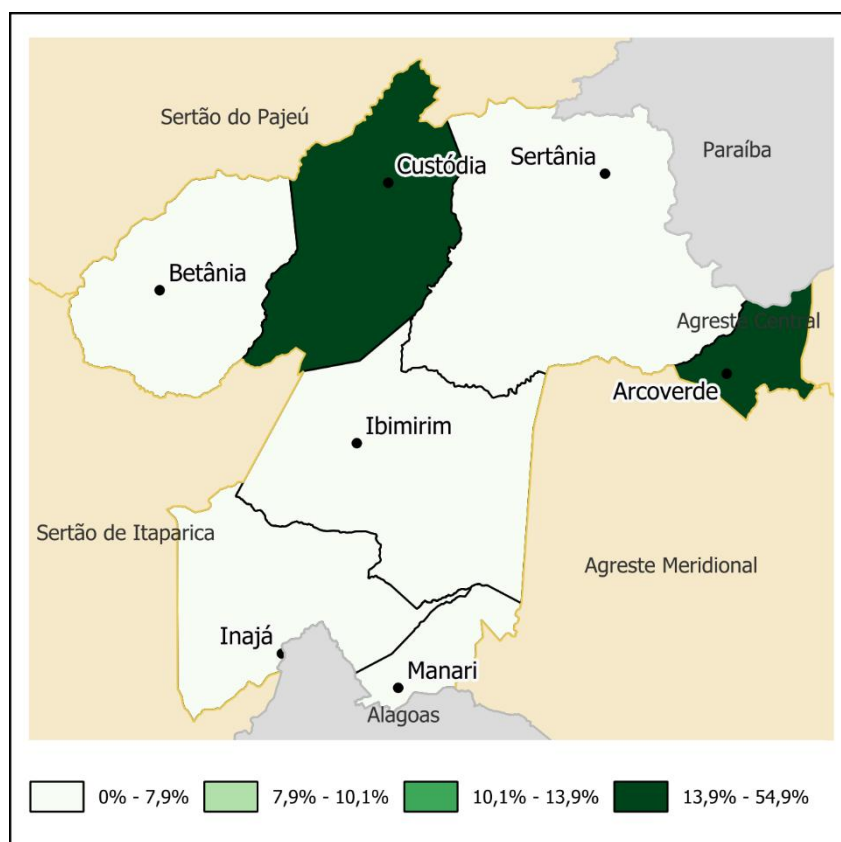 Sertão do Pajeú
Paraíba
Custódia
Sertânia
Betânia
Agreste Central
Arcoverde
Ibimirim
Sertão de Itaparica
Agreste Meridional
Inajá
Manari
Alagoas
0% - 7,9%
7,9% - 10,1%
10,1% - 13,9%
13,9% - 54,9%